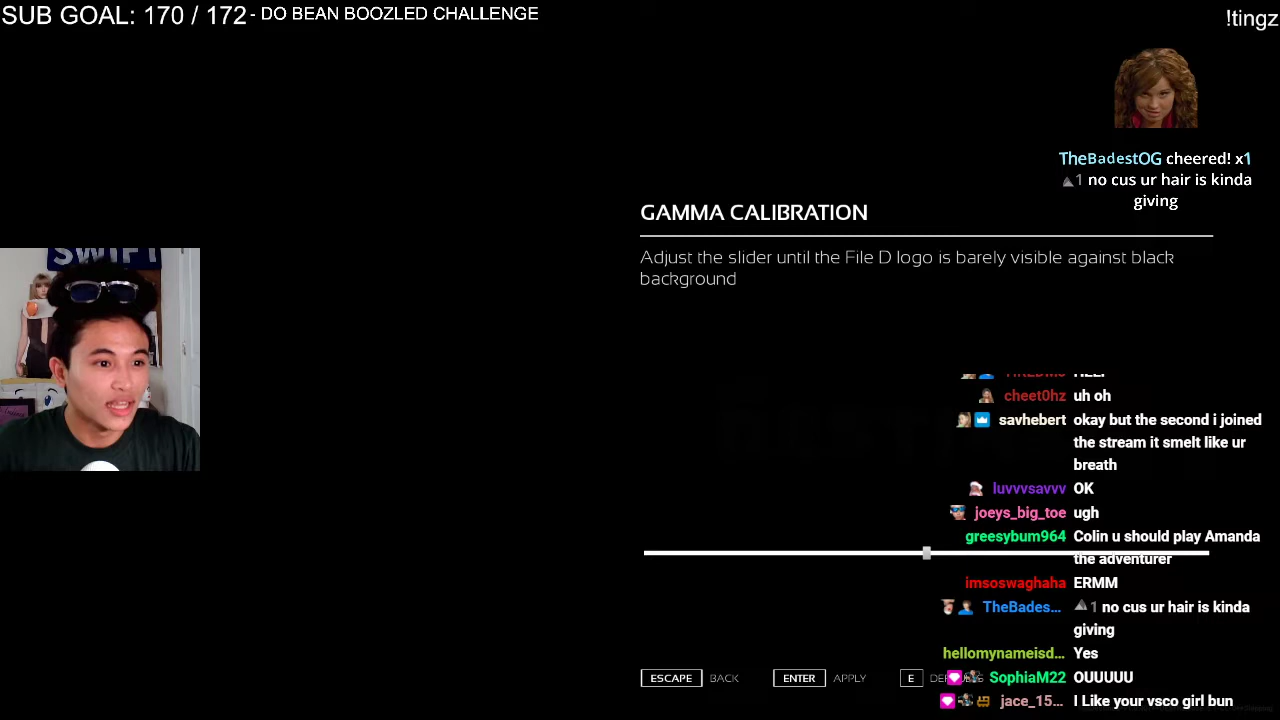 SUB GOAL: 170 / 172 - DO BEAN BOOZLED CHALLENGE
!tingz
TheBadestOG cheered! x1
1 no cus ur hair is kinda
giving
GAMMA CALIBRATION
Adjust the slider until the File D logo is barely visible against black
background
SWIFT
cheet0hz uh oh
savhebert okay but the second i joined
the stream it smelt like ur
breath
luvvvsavvv OK
joeys_big_toe ugh
greesybum964 Colin u should play Amanda
the adventurer
imsoswaghaha ERMM
TheBades... 1 no cus ur hair is kinda
giving
hellomynameisd... Yes
SophiaM22 OUUUUU
jace_15... I Like your vsco girl bun
ESCAPE BACK ENTER APPLY E